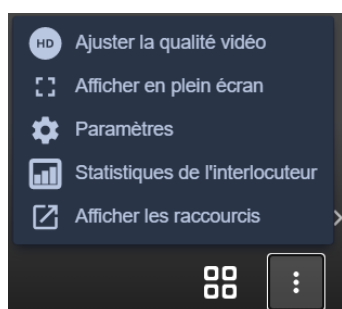 HD Ajuster la qualité vidéo
Afficher en plein écran
Paramètres
Statistiques de l'interlocuteur
Afficher les raccourcis